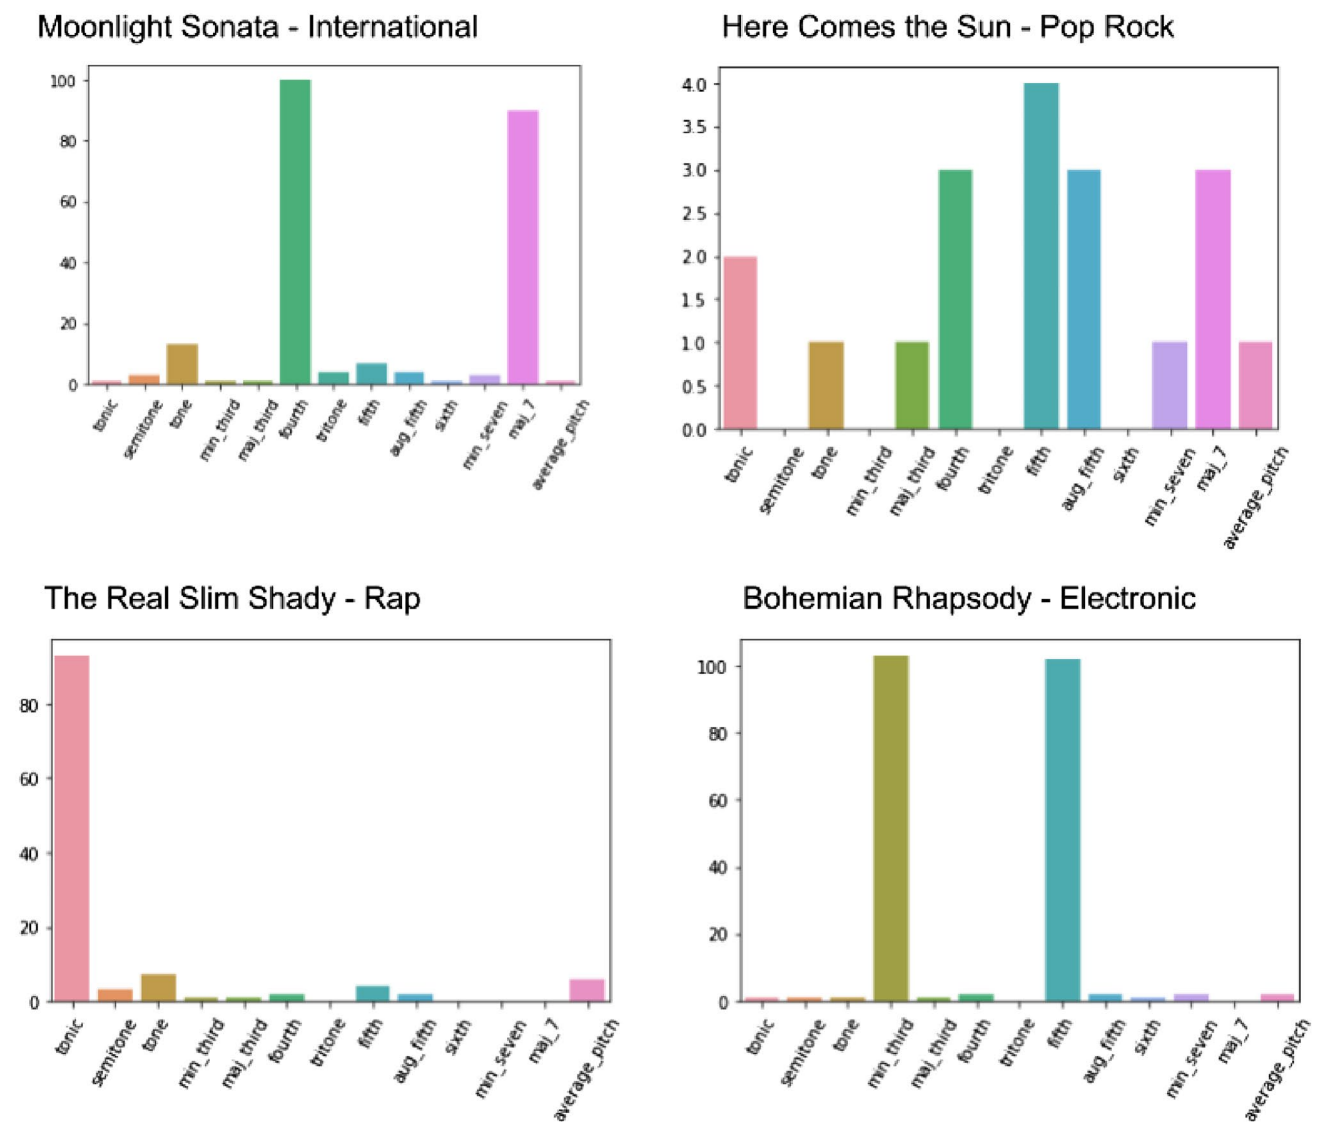 Moonlight Sonata - International
100
80
60
40
20
0
tonic
semitone
tone
min_third
maj_third
fourth
tritone
fifth
aug_fifth
sixth
min_seven
maj_7
average_pitch
Here Comes the Sun - Pop Rock
4.0
3.5
3.0
2.5
2.0
1.5
1.0
0.5
0.0
tonic
semitone
tone
min_third
maj_third
fourth
tritone
fifth
aug_fifth
sixth
min_seven
maj_7
average_pitch
The Real Slim Shady - Rap
80
60
40
20
0
tonic
semitone
tone
min_third
maj_third
fourth
tritone
fifth
aug_fifth
sixth
min_seven
maj_7
average_pitch
Bohemian Rhapsody - Electronic
100
80
60
40
20
0
tonic
semitone
tone
min_third
maj_third
fourth
tritone
fifth
aug_fifth
sixth
min_seven
maj_7
average_pitch